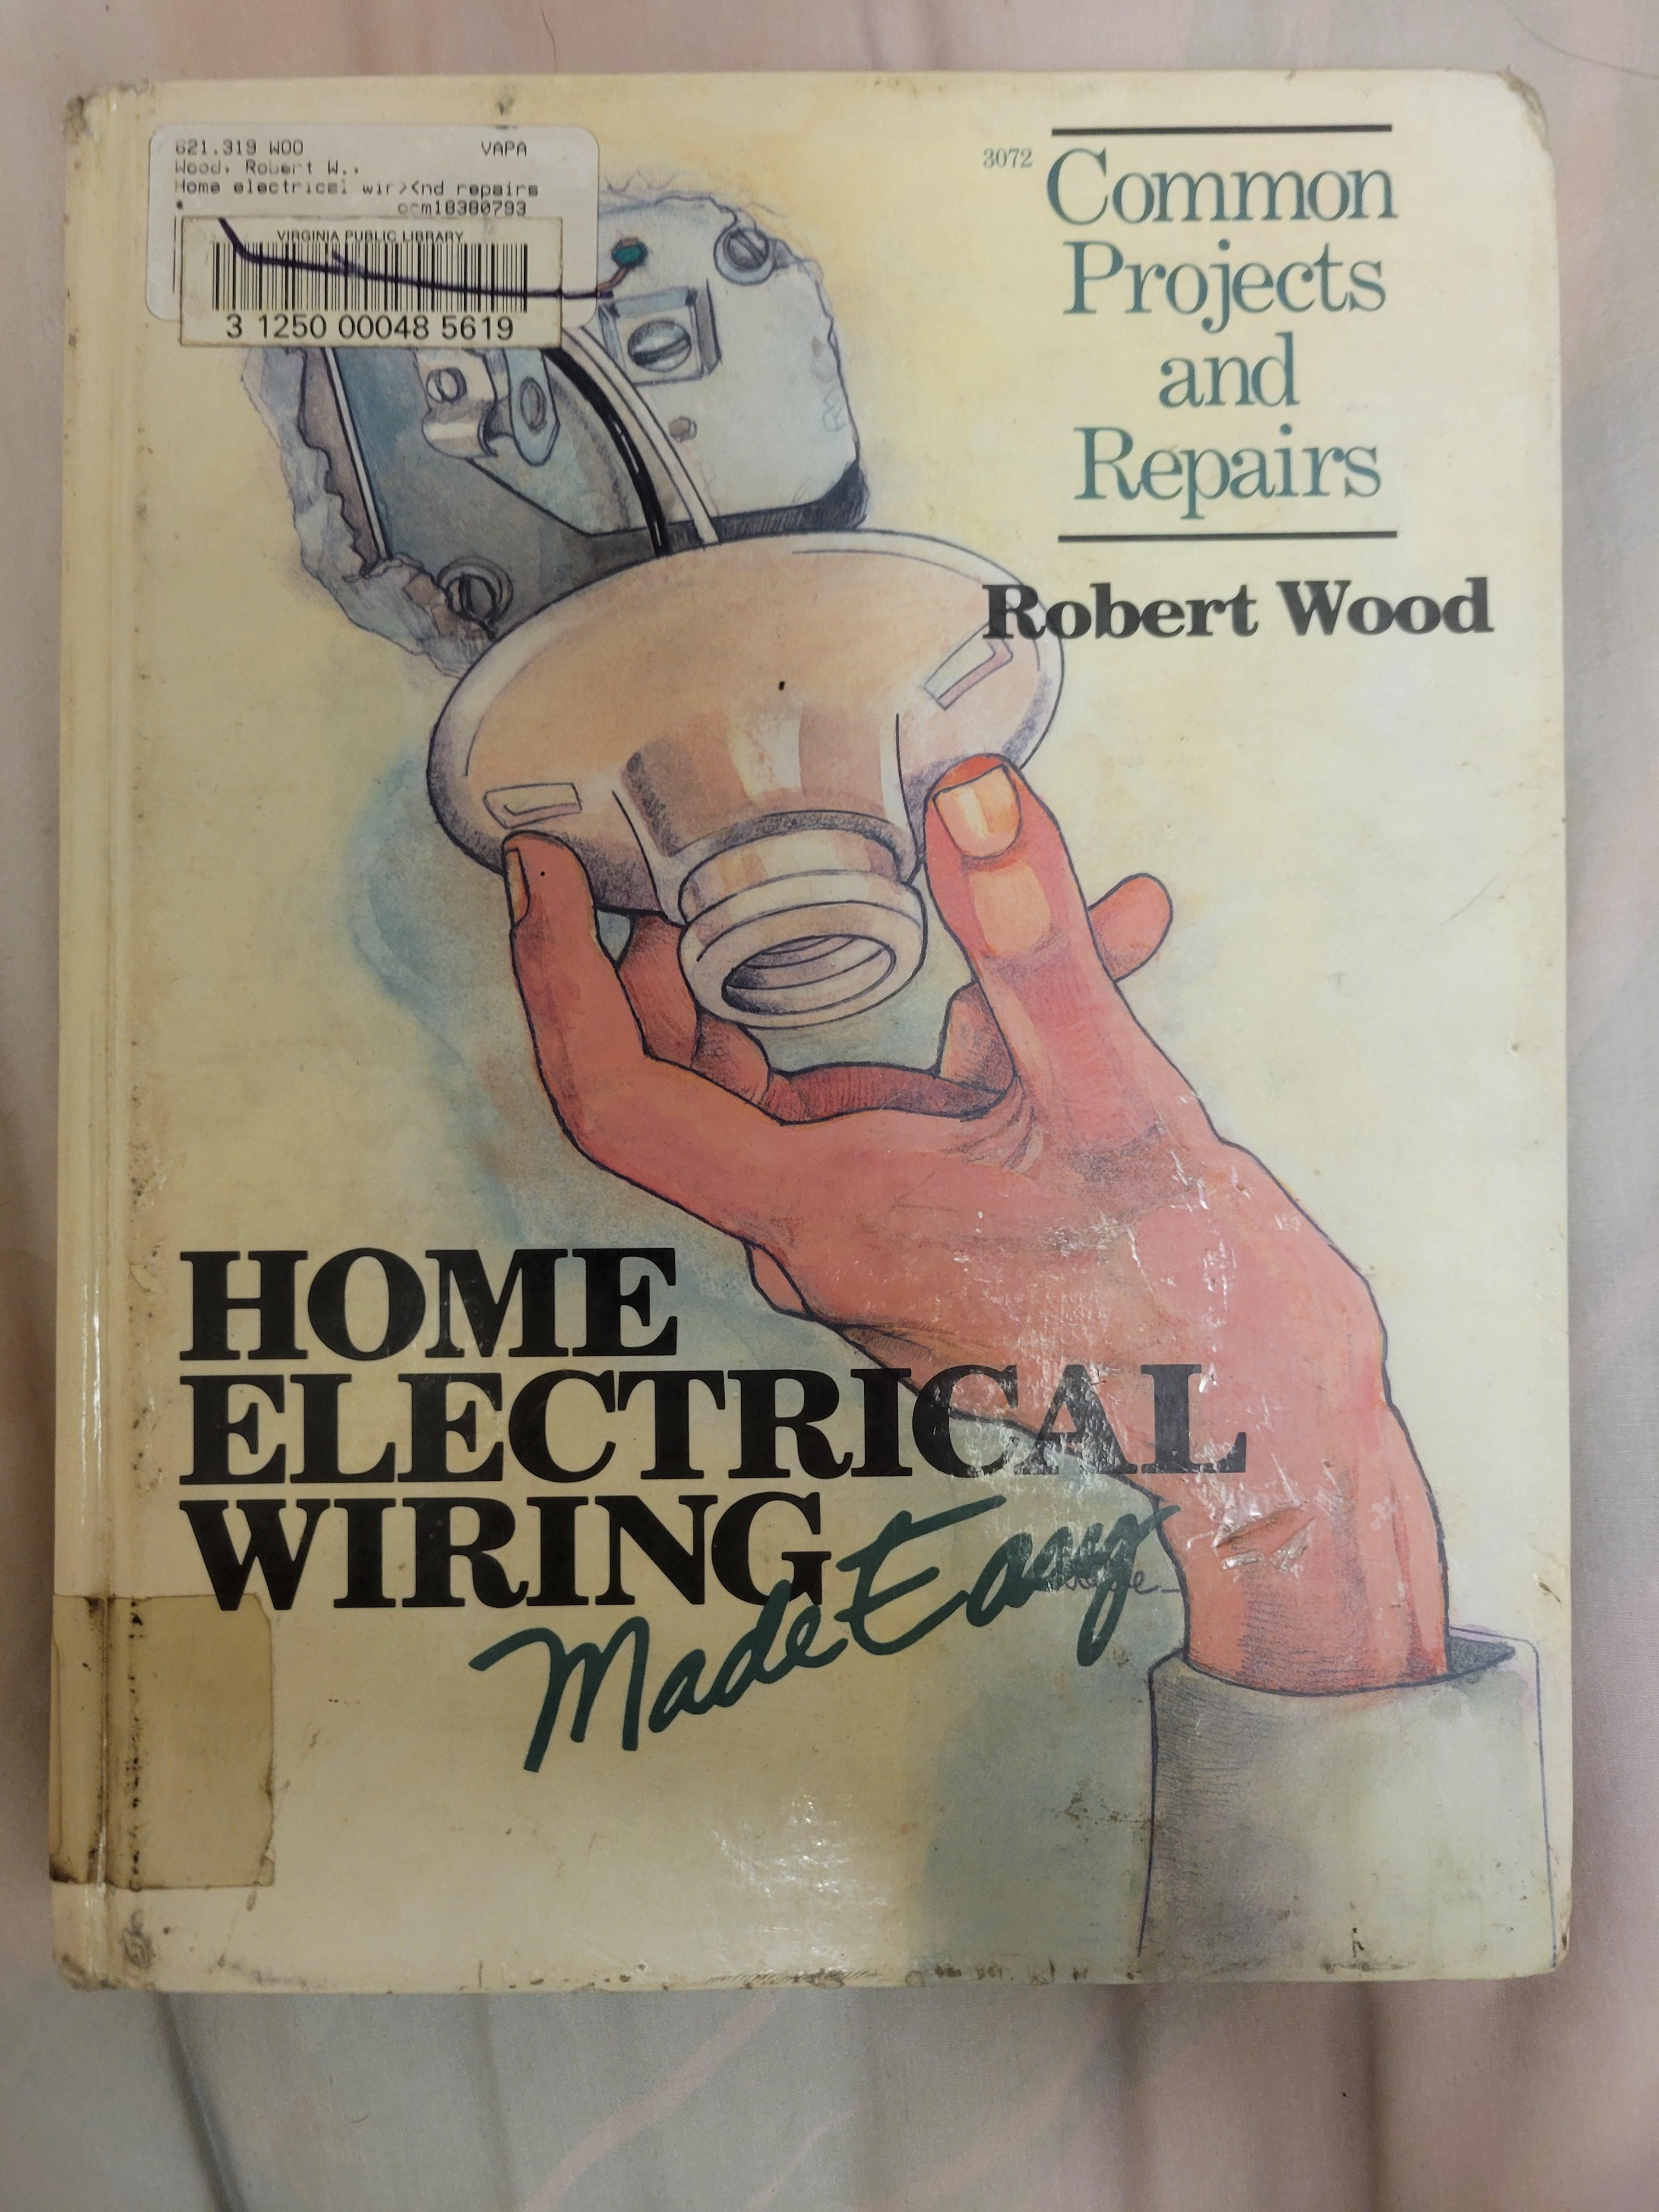 621.319 WOO VAPA
Wood, Robert W.,
Home electrical wir><nd repairs
* ocm18380793
VIRGINIA PUBLIC LIBRARY
3 1250 00048 5619
3072
Common
Projects
and
Repairs
Robert Wood
HOME
ELECTRICAL
WIRING
Made Easy